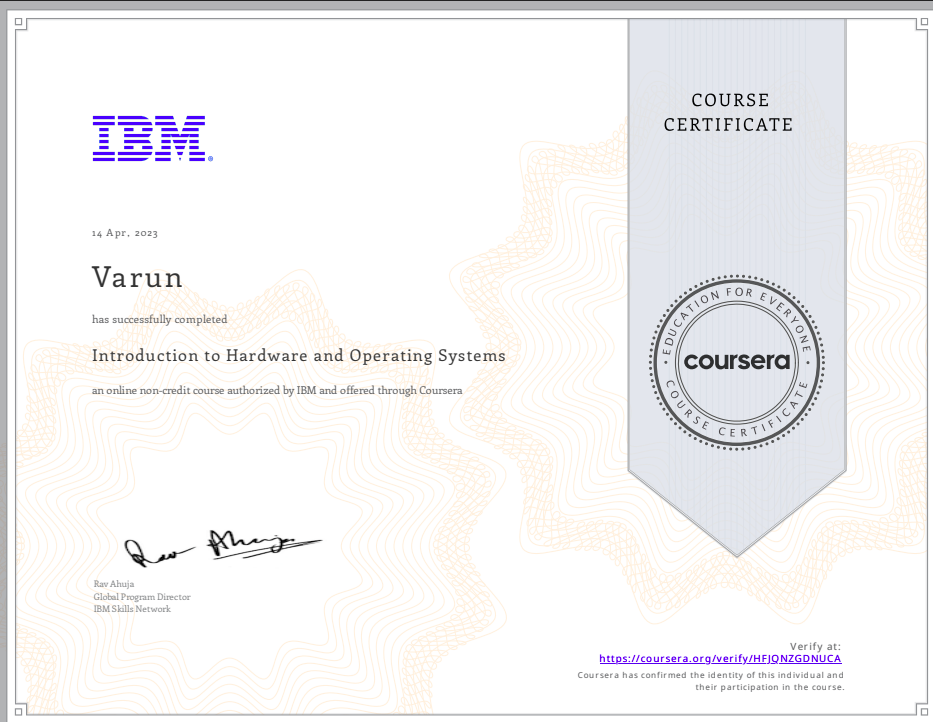 IBM®
COURSE
CERTIFICATE
14 Apr, 2023
Varun
has successfully completed
Introduction to Hardware and Operating Systems
an online non-credit course authorized by IBM and offered through Coursera
EDUCATION FOR EVERYONE
coursera
COURSE CERTIFICATE
Rav Ahuja
Rav Ahuja
Global Program Director
IBM Skills Network
Verify at:
https://coursera.org/verify/HFJQNZGDNUCA
Coursera has confirmed the identity of this individual and
their participation in the course.